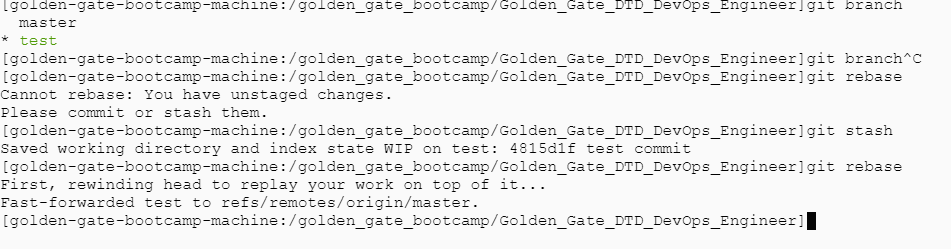 [golden-gate-bootcamp-machine:/golden_gate_bootcamp/Golden_Gate_DTD_DevOps_Engineer]git branch
  master
* test
[golden-gate-bootcamp-machine:/golden_gate_bootcamp/Golden_Gate_DTD_DevOps_Engineer]git branch^C
[golden-gate-bootcamp-machine:/golden_gate_bootcamp/Golden_Gate_DTD_DevOps_Engineer]git rebase
Cannot rebase: You have unstaged changes.
Please commit or stash them.
[golden-gate-bootcamp-machine:/golden_gate_bootcamp/Golden_Gate_DTD_DevOps_Engineer]git stash
Saved working directory and index state WIP on test: 4815d1f test commit
[golden-gate-bootcamp-machine:/golden_gate_bootcamp/Golden_Gate_DTD_DevOps_Engineer]git rebase
First, rewinding head to replay your work on top of it...
Fast-forwarded test to refs/remotes/origin/master.
[golden-gate-bootcamp-machine:/golden_gate_bootcamp/Golden_Gate_DTD_DevOps_Engineer]